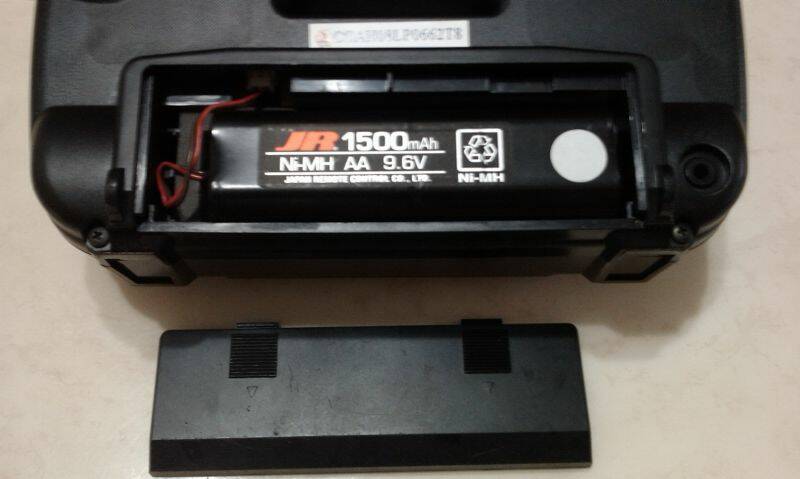 JR 1500mAh
Ni-MH AA 9.6V
JAPAN REMOTE CONTROL CO., LTD.
Ni-MH